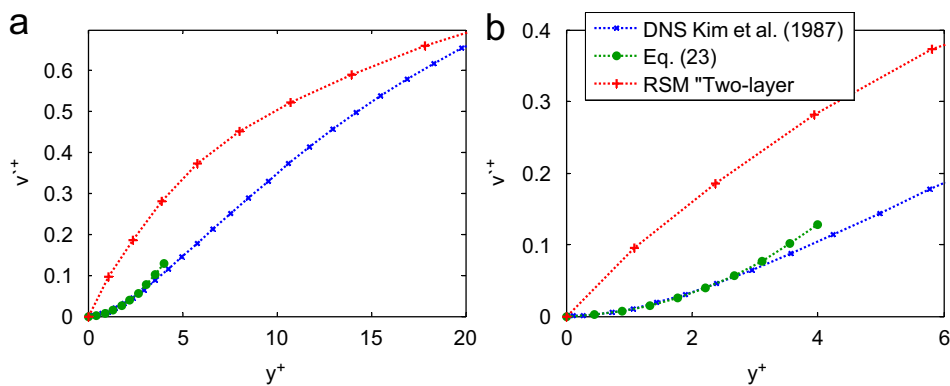 a
0.6
0.5
0.4
0.3
0.2
0.1
0
v`+
0
5
10
15
20
y+
b
DNS Kim et al. (1987)
Eq. (23)
RSM "Two-layer
0.4
0.3
0.2
0.1
0
v`+
0
2
4
6
y+